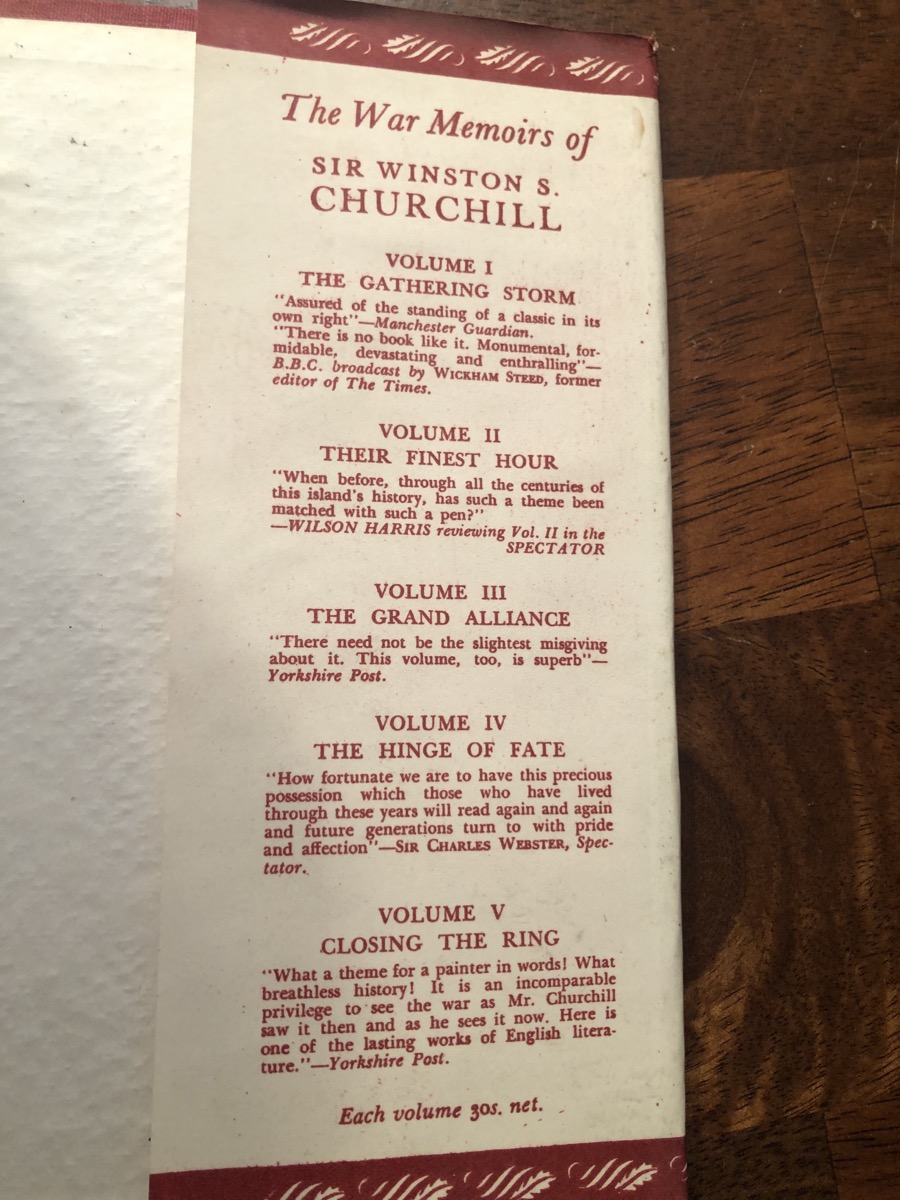 The War Memoirs of
SIR WINSTON S.
CHURCHILL
VOLUME I
THE GATHERING STORM
“Assured of the standing of a classic in its
own right”—Manchester Guardian.
“There is no book like it. Monumental, for-
midable, devastating and enthralling”—
B.B.C. broadcast by WICKHAM STEED, former
editor of The Times.
VOLUME II
THEIR FINEST HOUR
“When before, through all the centuries of
this island's history, has such a theme been
matched with such a pen?”
—WILSON HARRIS reviewing Vol. II in the
SPECTATOR
VOLUME III
THE GRAND ALLIANCE
“There need not be the slightest misgiving
about it. This volume, too, is superb”—
Yorkshire Post.
VOLUME IV
THE HINGE OF FATE
“How fortunate we are to have this precious
possession which those who have lived
through these years will read again and again
and future generations turn to with pride
and affection”—SIR CHARLES WEBSTER, Spec-
tator.
VOLUME V
CLOSING THE RING
“What a theme for a painter in words! What
breathless history! It is an incomparable
privilege to see the war as Mr. Churchill
saw it then and as he sees it now. Here is
one of the lasting works of English litera-
ture.”—Yorkshire Post.
Each volume 30s. net.